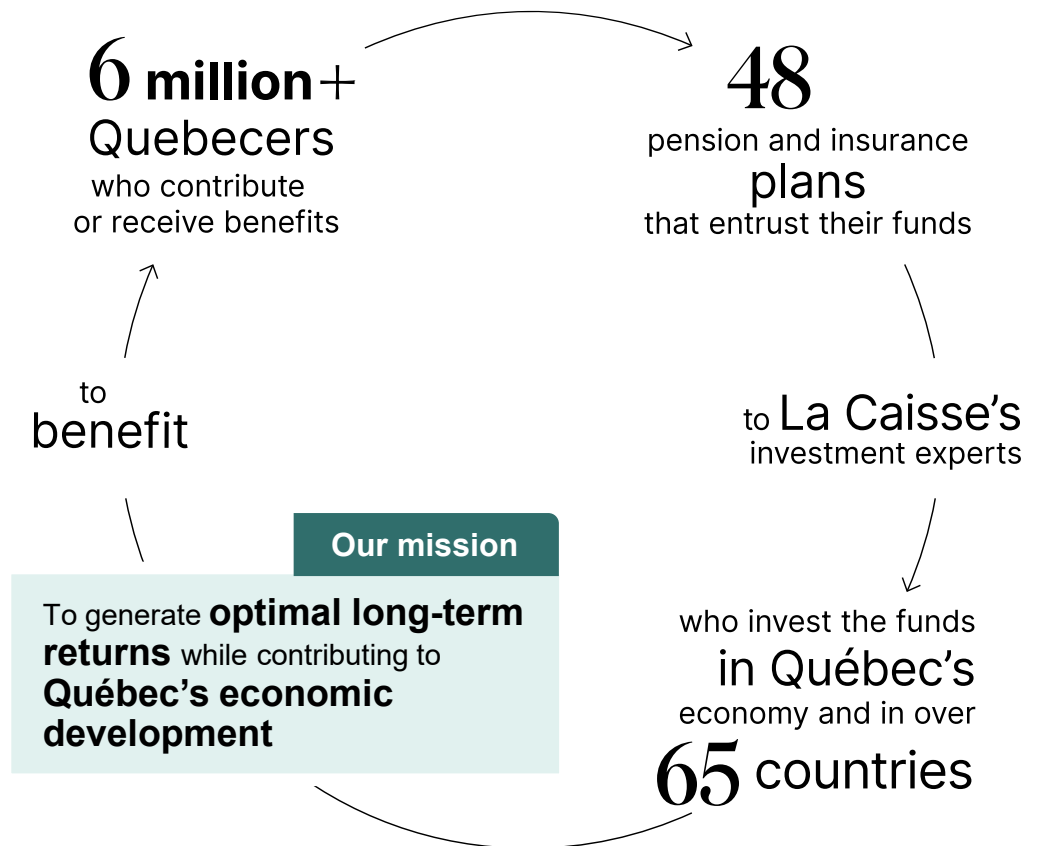 6 million+
Quebecers
who contribute
or receive benefits
48
pension and insurance
plans
that entrust their funds
to La Caisse’s
investment experts
who invest the funds
in Québec’s
economy and in over
65 countries
Our mission
To generate optimal long-term
returns while contributing to
Québec’s economic
development
to
benefit